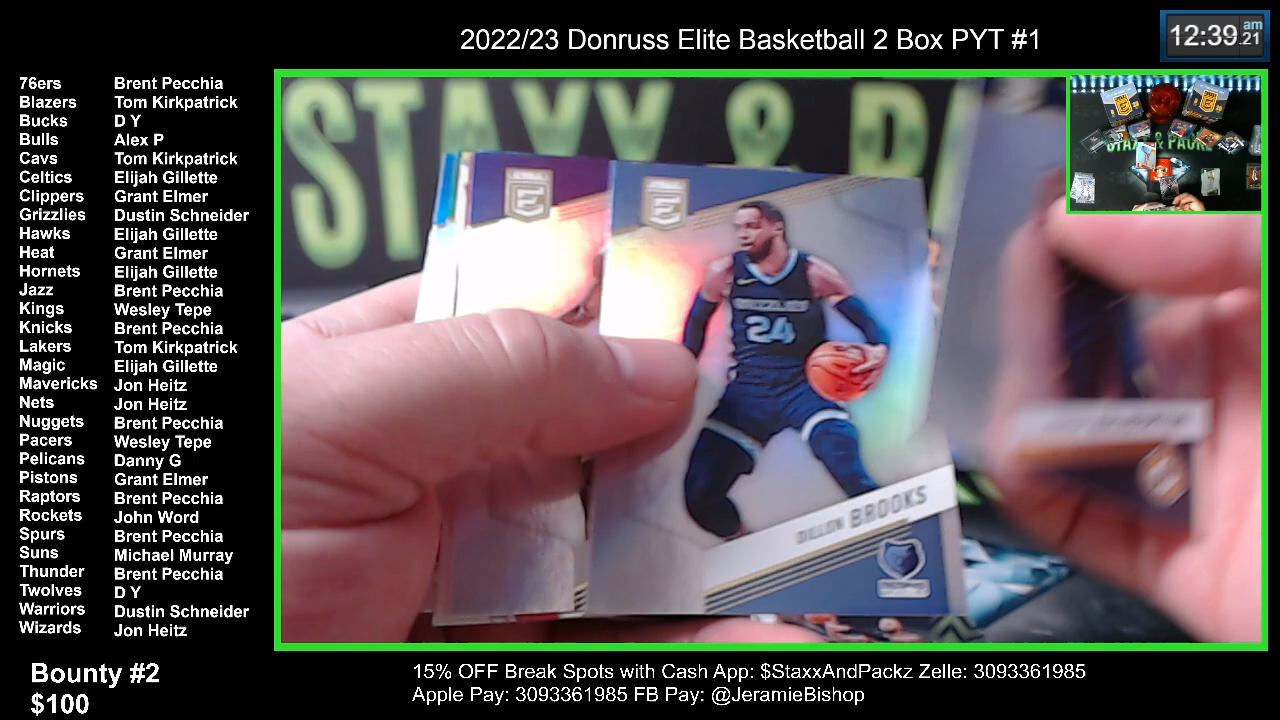 2022/23 Donruss Elite Basketball 2 Box PYT #1
12:39 am .21
76ers Brent Pecchia
Blazers Tom Kirkpatrick
Bucks D Y
Bulls Alex P
Cavs Tom Kirkpatrick
Celtics Elijah Gillette
Clippers Grant Elmer
Grizzlies Dustin Schneider
Hawks Elijah Gillette
Heat Grant Elmer
Hornets Elijah Gillette
Jazz Brent Pecchia
Kings Wesley Tepe
Knicks Brent Pecchia
Lakers Tom Kirkpatrick
Magic Elijah Gillette
Mavericks Jon Heitz
Nets Jon Heitz
Nuggets Brent Pecchia
Pacers Wesley Tepe
Pelicans Danny G
Pistons Grant Elmer
Raptors Brent Pecchia
Rockets John Word
Spurs Brent Pecchia
Suns Michael Murray
Thunder Brent Pecchia
Twolves D Y
Warriors Dustin Schneider
Wizards Jon Heitz
Bounty #2
$100
STAXX & PA
E
E
24
DILLON BROOKS
STAXX & PACKZ
15% OFF Break Spots with Cash App: $StaxxAndPackz Zelle: 3093361985
Apple Pay: 3093361985 FB Pay: @JeramieBishop